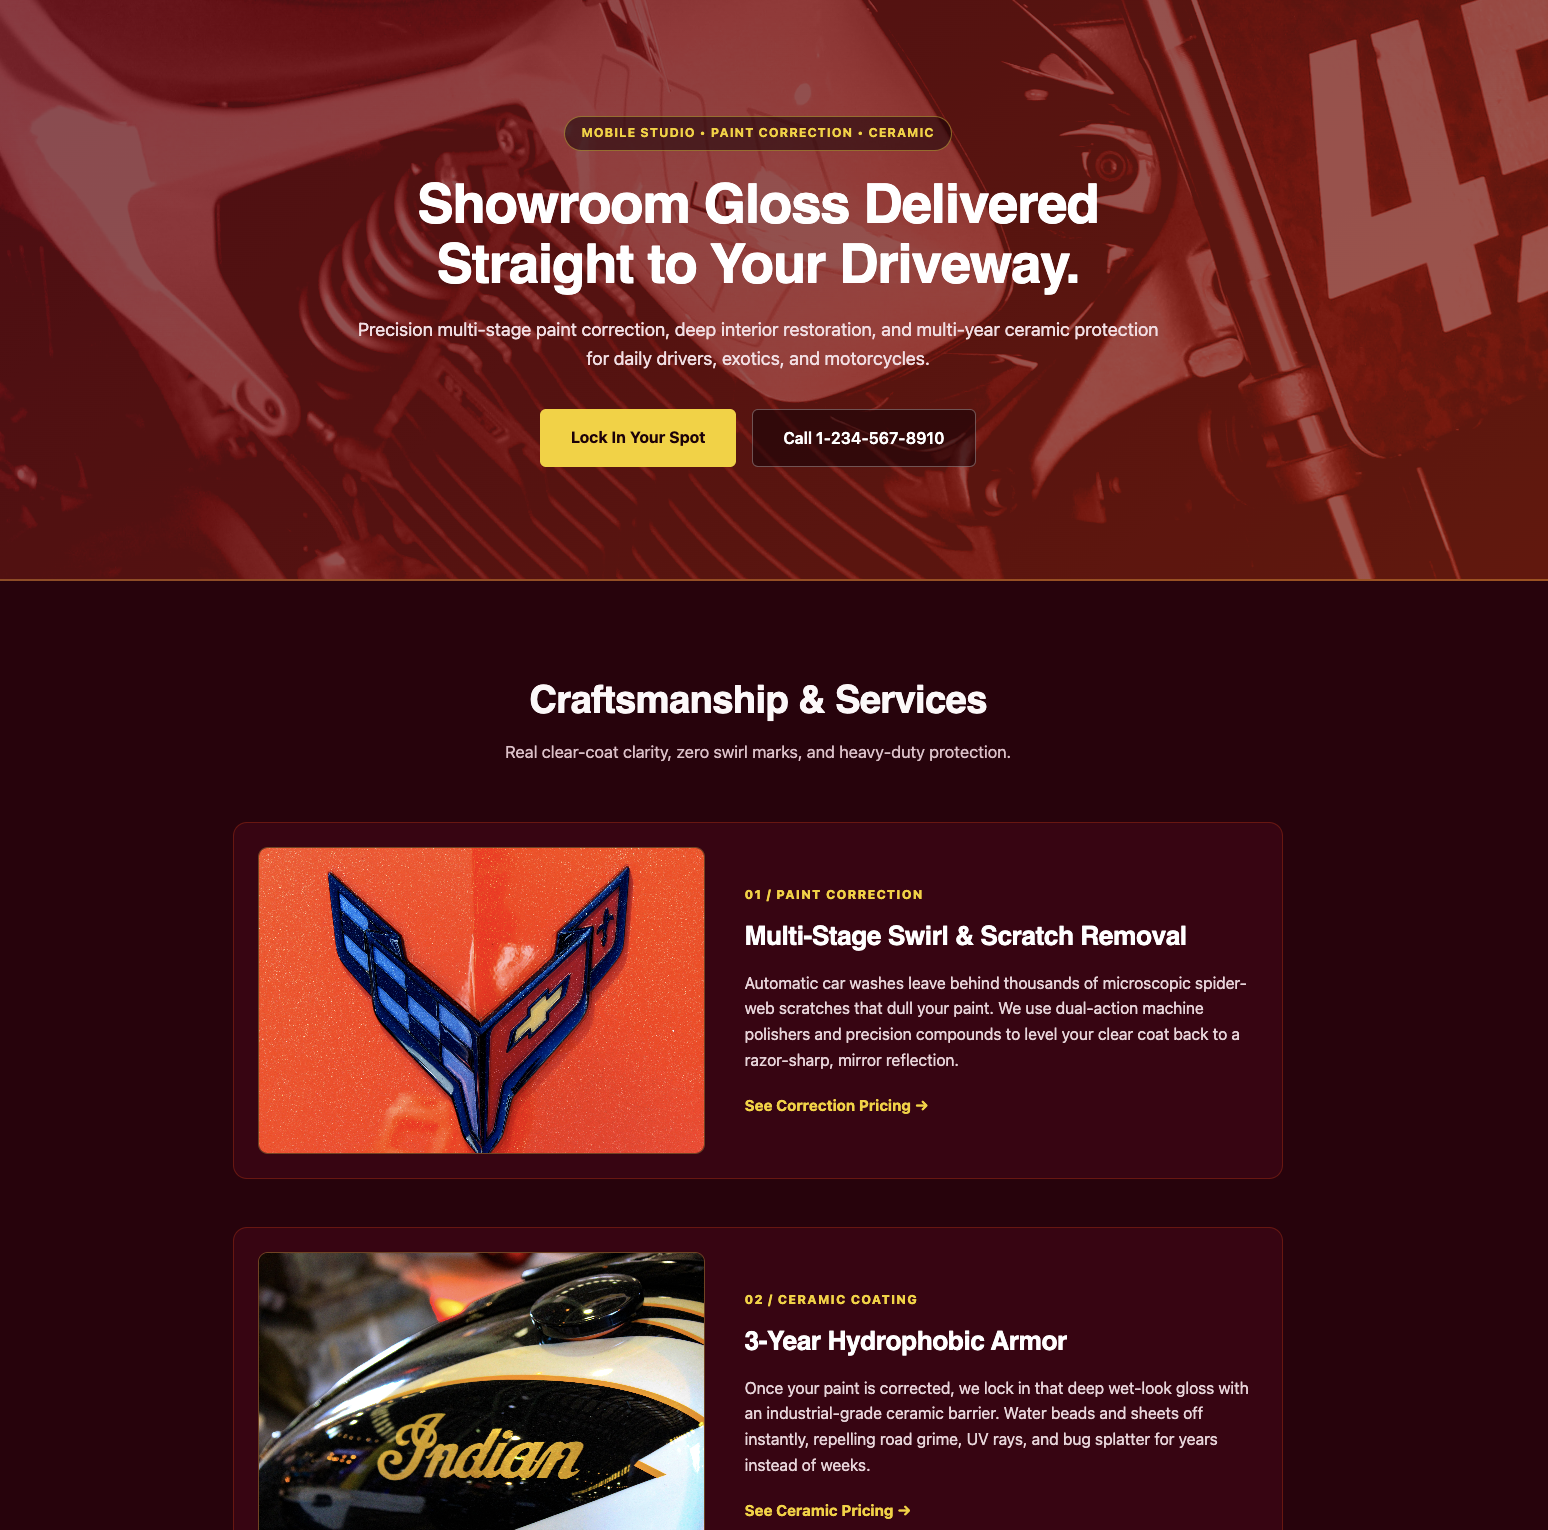 45
MOBILE STUDIO • PAINT CORRECTION • CERAMIC
Showroom Gloss Delivered
Straight to Your Driveway.
Precision multi-stage paint correction, deep interior restoration, and multi-year ceramic protection
for daily drivers, exotics, and motorcycles.
Lock In Your Spot
Call 1-234-567-8910
Craftsmanship & Services
Real clear-coat clarity, zero swirl marks, and heavy-duty protection.
01 / PAINT CORRECTION
Multi-Stage Swirl & Scratch Removal
Automatic car washes leave behind thousands of microscopic spider-
web scratches that dull your paint. We use dual-action machine
polishers and precision compounds to level your clear coat back to a
razor-sharp, mirror reflection.
See Correction Pricing →
Indian
02 / CERAMIC COATING
3-Year Hydrophobic Armor
Once your paint is corrected, we lock in that deep wet-look gloss with
an industrial-grade ceramic barrier. Water beads and sheets off
instantly, repelling road grime, UV rays, and bug splatter for years
instead of weeks.
See Ceramic Pricing →